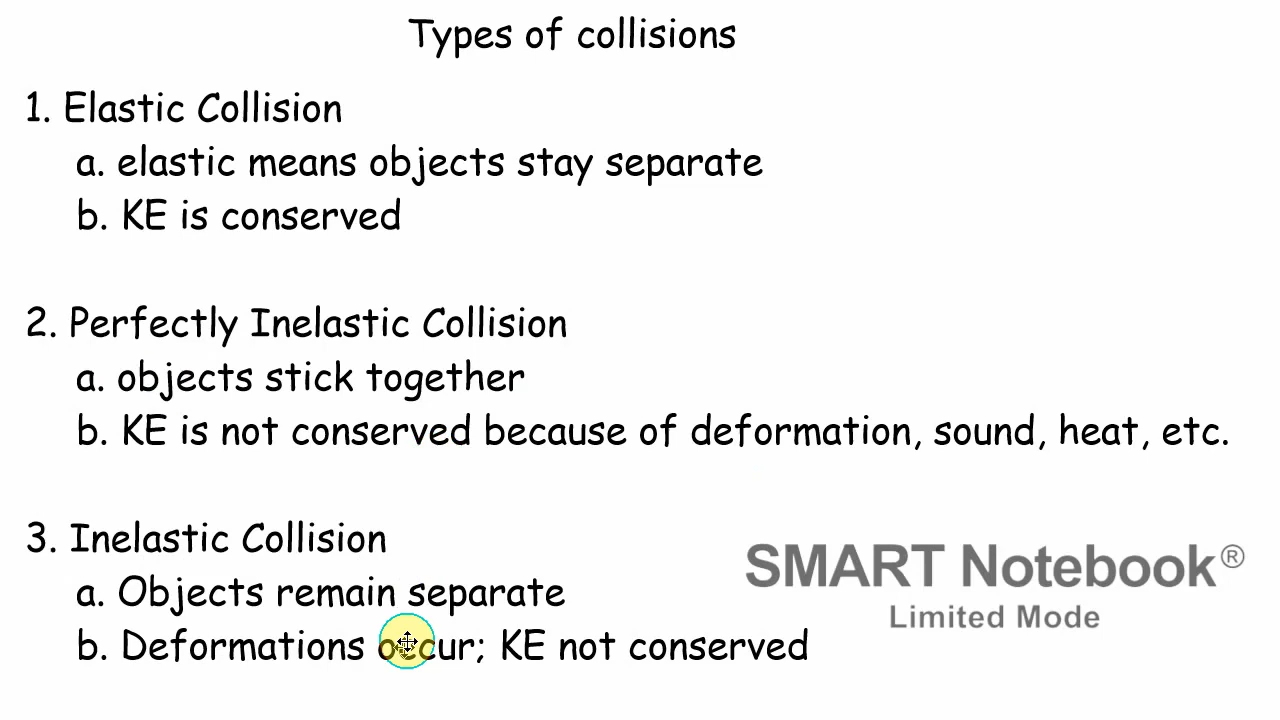 Types of collisions
1. Elastic Collision
a. elastic means objects stay separate
b. KE is conserved
2. Perfectly Inelastic Collision
a. objects stick together
b. KE is not conserved because of deformation, sound, heat, etc.
3. Inelastic Collision
a. Objects remain separate
b. Deformations occur; KE not conserved
SMART Notebook®
Limited Mode